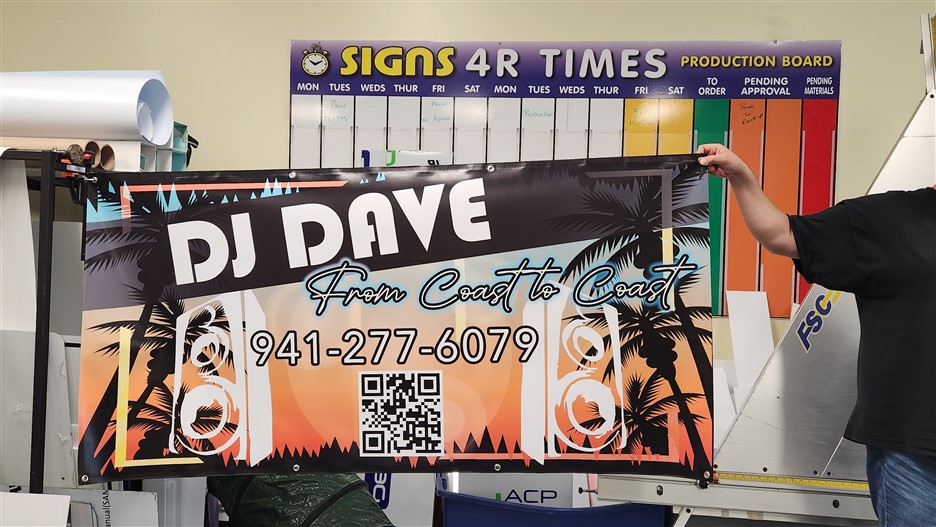 SIGNS 4R TIMES PRODUCTION BOARD
MON TUES WEDS THUR FRI SAT MON TUES WEDS THUR FRI SAT TO ORDER PENDING APPROVAL PENDING MATERIALS
DJ DAVE
From Coast to Coast
941-277-6079
FSC
ACP